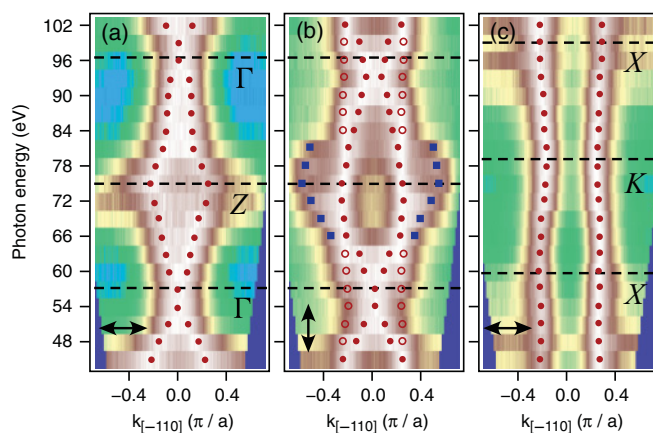 Photon energy (eV)
102
96
90
84
78
72
66
60
54
48
(a)
Γ
Z
Γ
−0.4
0.0
0.4
k[−110] (π / a)
(b)
−0.4
0.0
0.4
k[−110] (π / a)
(c)
X
K
X
−0.4
0.0
0.4
k[−110] (π / a)